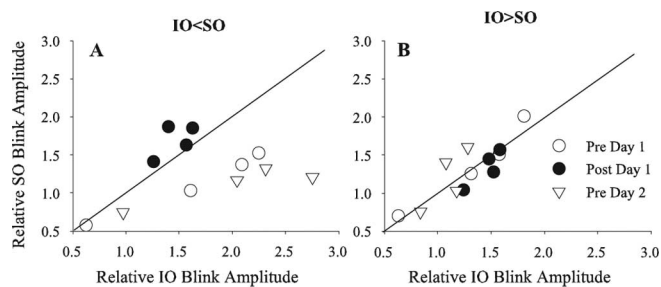 IO<SO
IO>SO
A
B
3.0
2.5
2.0
1.5
1.0
0.5
Relative SO Blink Amplitude
0.5 1.0 1.5 2.0 2.5 3.0
Relative IO Blink Amplitude
3.0
2.5
2.0
1.5
1.0
0.5
0.5 1.0 1.5 2.0 2.5 3.0
Relative IO Blink Amplitude
Pre Day 1
Post Day 1
Pre Day 2